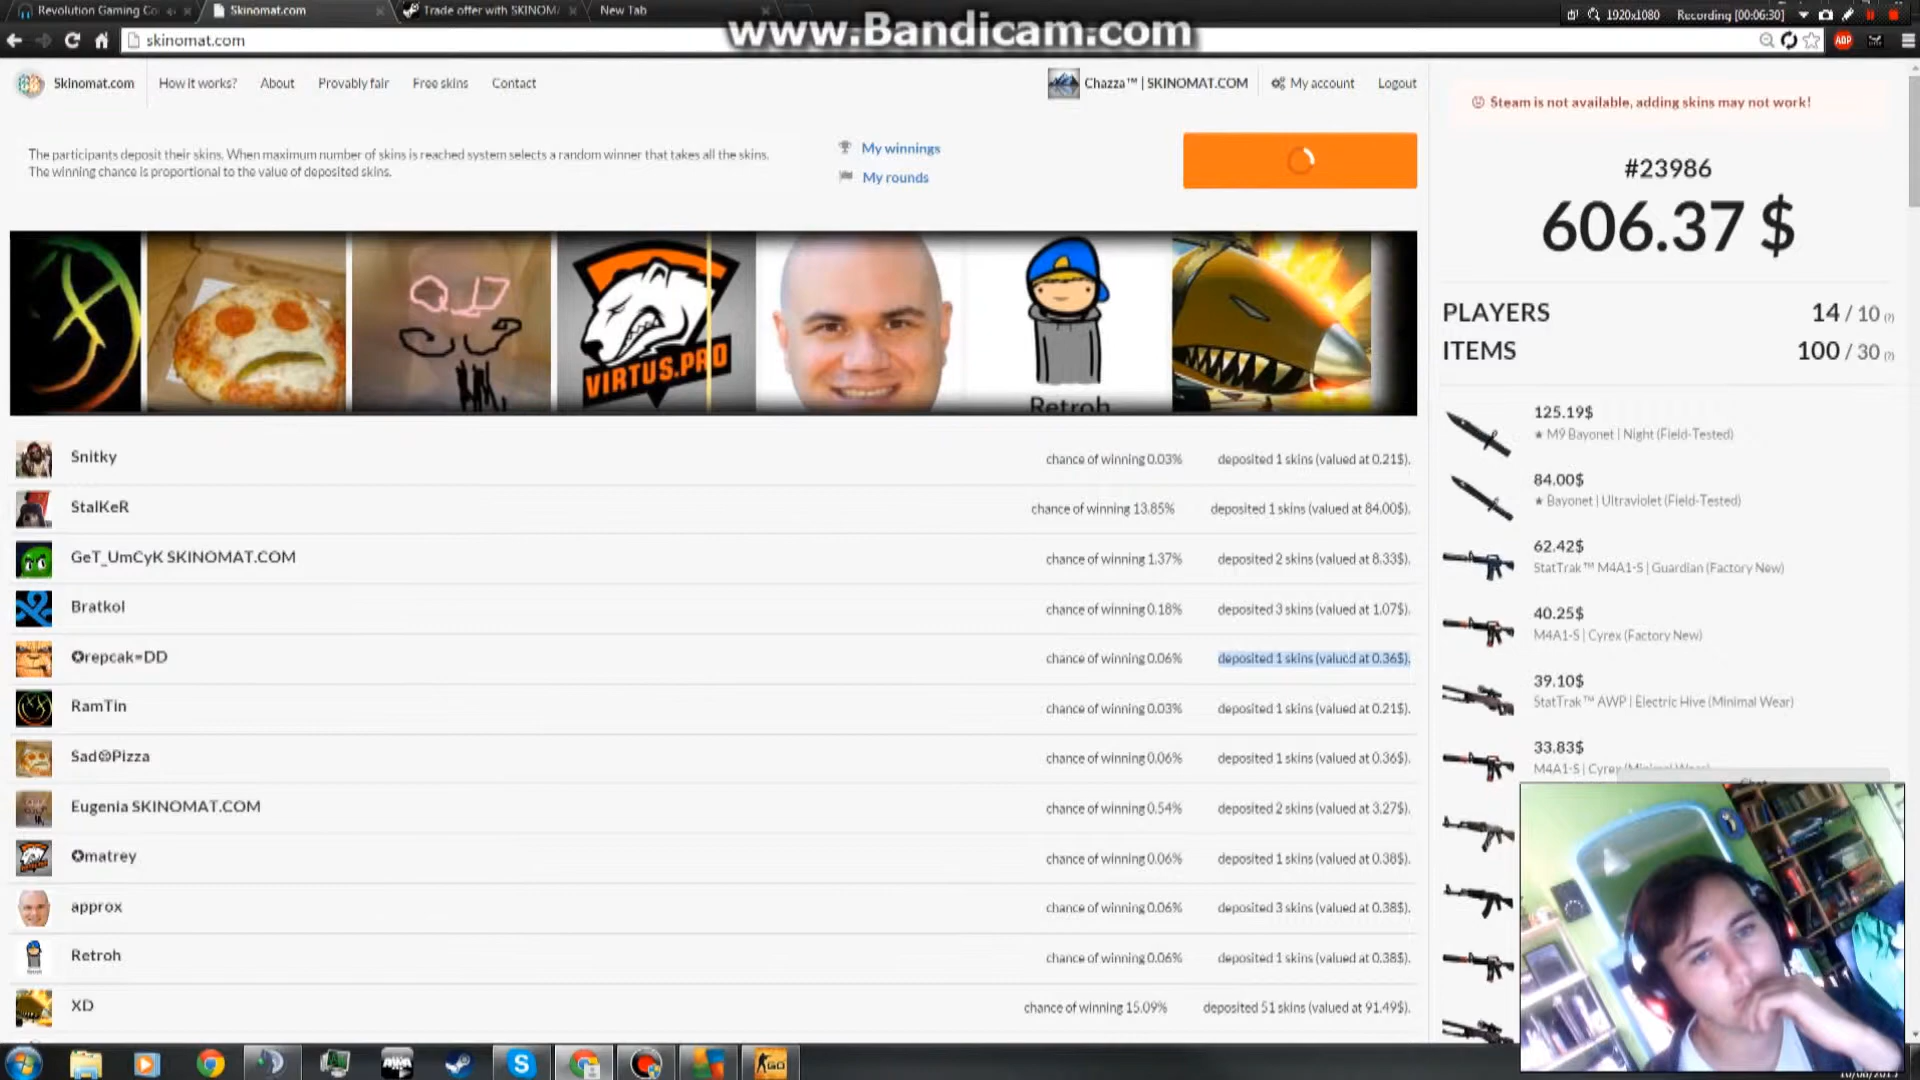 Revolution Gaming Co
Skinomat.com
Trade offer with SKINOM
New Tab
www.Bandicam.com
1920x1080
Recording [00:06:30]
skinomat.com
ABP
Skinomat.com
How it works?
About
Provably fair
Free skins
Contact
Chazza™ | SKINOMAT.COM
My account
Logout
The participants deposit their skins. When maximum number of skins is reached system selects a random winner that takes all the skins.
The winning chance is proportional to the value of deposited skins.
My winnings
My rounds
Steam is not available, adding skins may not work!
#23986
606.37 $
PLAYERS 14 / 10 (?)
ITEMS 100 / 30 (?)
VIRTUS.PRO
Retroh
Snitky chance of winning 0.03% deposited 1 skins (valued at 0.21$).
StalKeR chance of winning 13.85% deposited 1 skins (valued at 84.00$).
GeT_UmCyK SKINOMAT.COM chance of winning 1.37% deposited 2 skins (valued at 8.33$).
Bratkol chance of winning 0.18% deposited 3 skins (valued at 1.07$).
✪repcak=DD chance of winning 0.06% deposited 1 skins (valued at 0.36$).
RamTin chance of winning 0.03% deposited 1 skins (valued at 0.21$).
Sad☹Pizza chance of winning 0.06% deposited 1 skins (valued at 0.36$).
Eugenia SKINOMAT.COM chance of winning 0.54% deposited 2 skins (valued at 3.27$).
✪matrey chance of winning 0.06% deposited 1 skins (valued at 0.38$).
approx chance of winning 0.06% deposited 3 skins (valued at 0.38$).
Retroh chance of winning 0.06% deposited 1 skins (valued at 0.38$).
XD chance of winning 15.09% deposited 51 skins (valued at 91.49$).
125.19$
★ M9 Bayonet | Night (Field-Tested)
84.00$
★ Bayonet | Ultraviolet (Field-Tested)
62.42$
StatTrak™ M4A1-S | Guardian (Factory New)
40.25$
M4A1-S | Cyrex (Factory New)
39.10$
StatTrak™ AWP | Electric Hive (Minimal Wear)
33.83$
M4A1-S | Cyrex (Minimal Wear)
GO